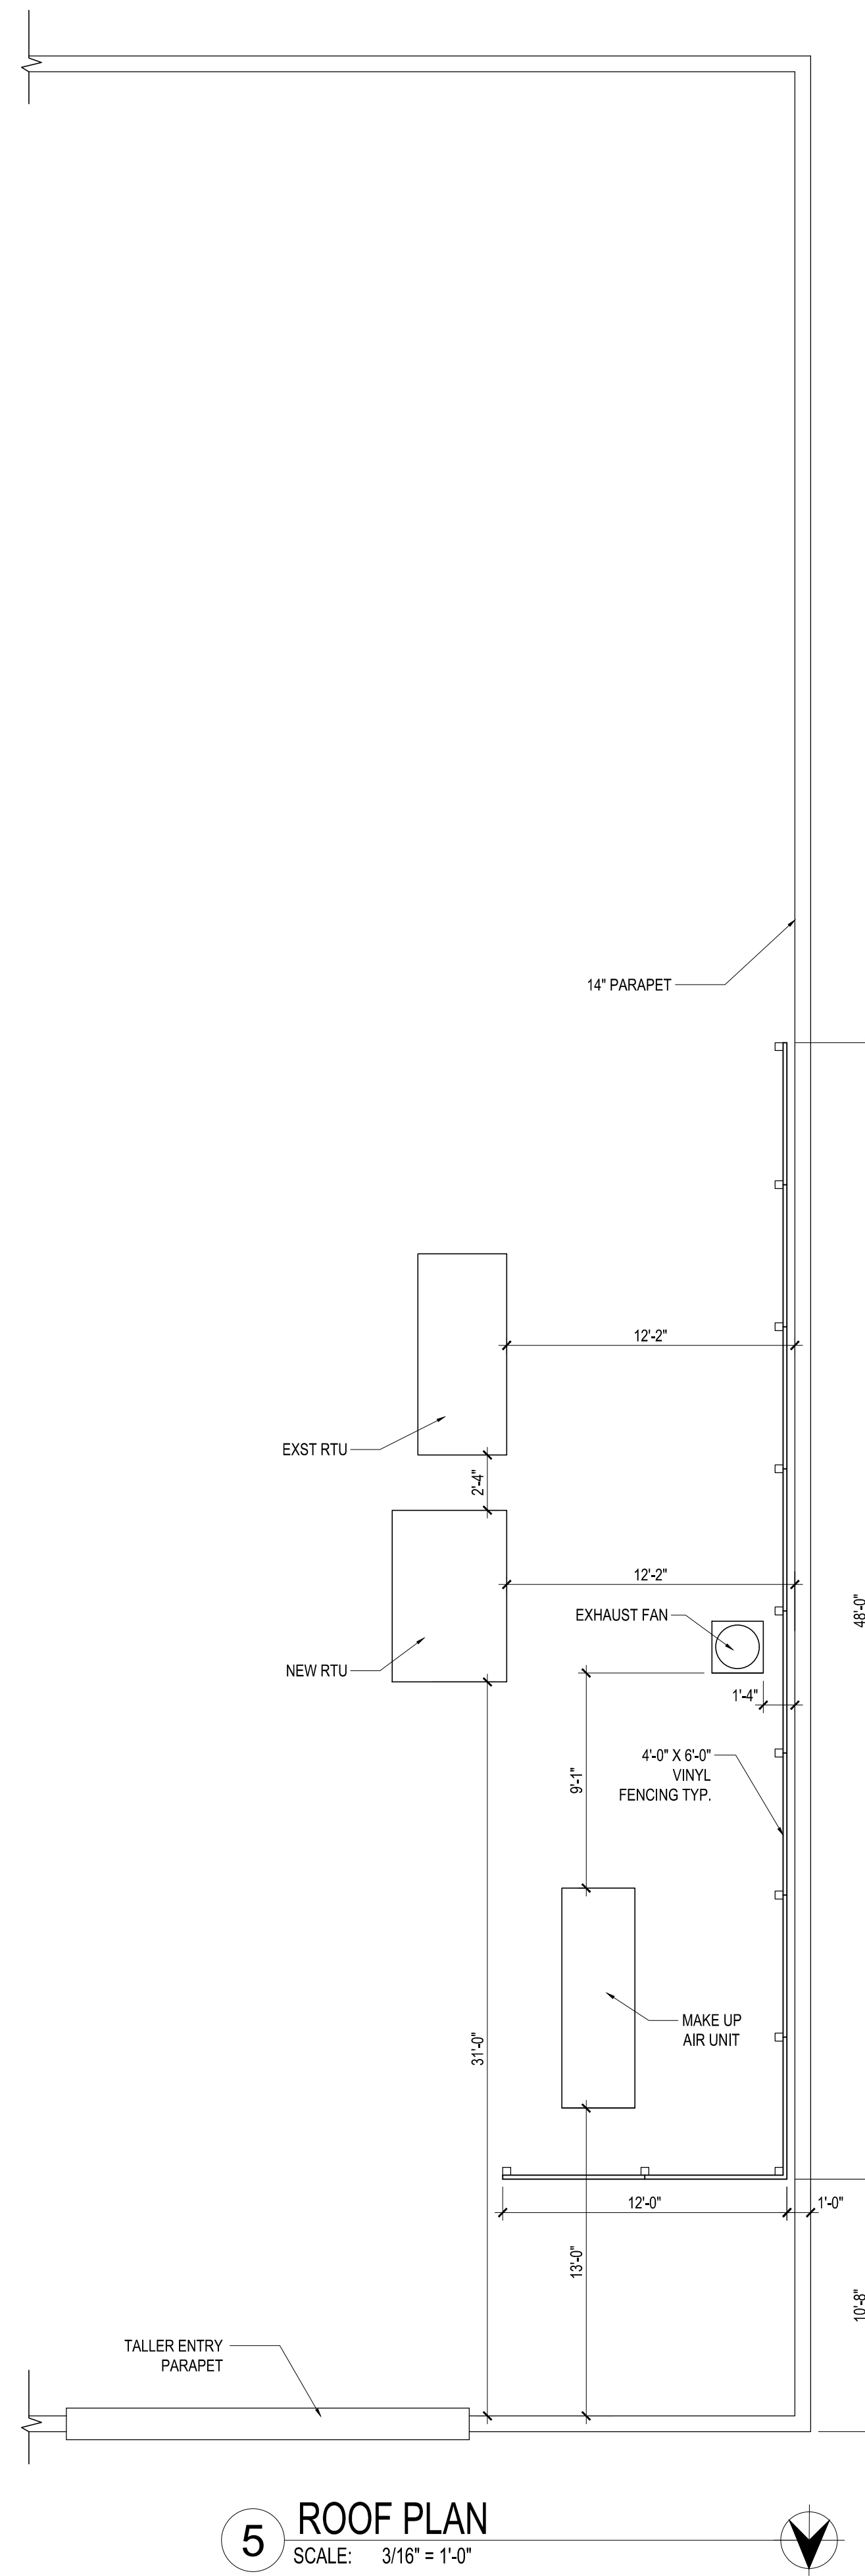 14" PARAPET
12'-2"
EXST RTU
2'-4"
12'-2"
48'-0"
EXHAUST FAN
NEW RTU
1'-4"
4'-0" X 6'-0"
VINYL
FENCING TYP.
9'-1"
MAKE UP
AIR UNIT
31'-0"
12'-0"
1'-0"
13'-0"
10'-8"
TALLER ENTRY
PARAPET
5
ROOF PLAN
SCALE: 3/16" = 1'-0"